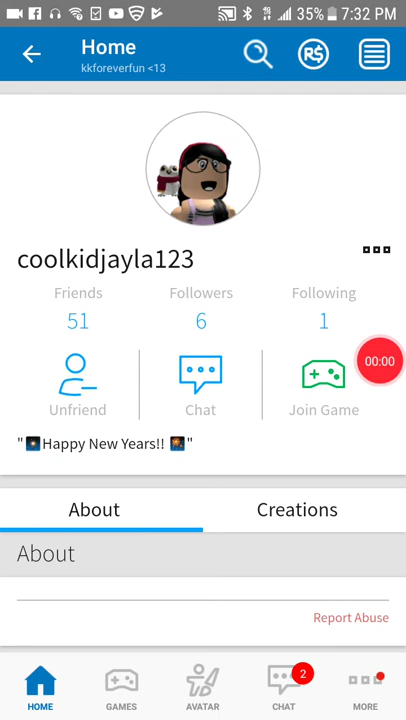 35% 7:32 PM
Home
kkforeverfun <13
R$
coolkidjayla123
Friends Followers Following
51 6 1
00:00
Unfriend Chat Join Game
"🎆Happy New Years!! 🎆"
About Creations
About
Report Abuse
2
HOME GAMES AVATAR CHAT MORE